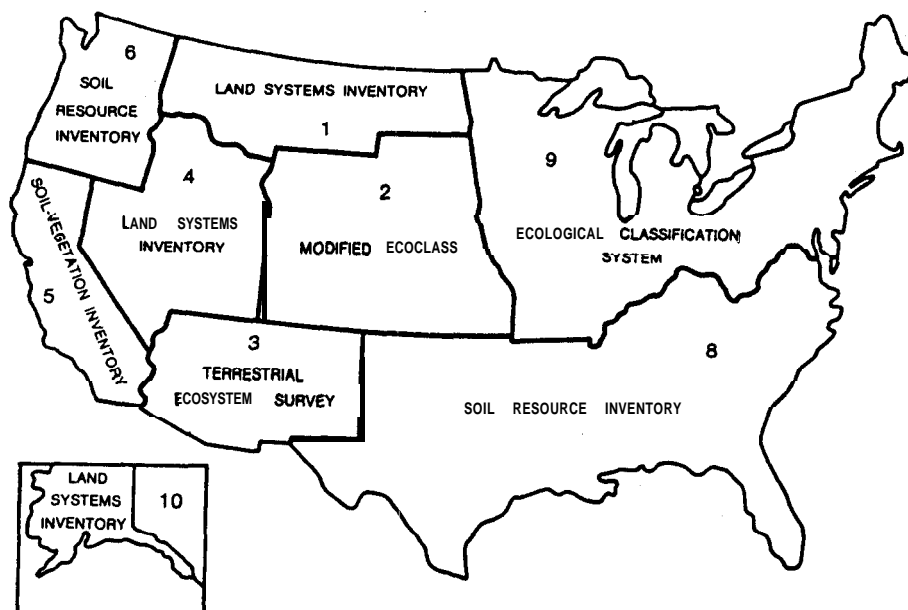 6
SOIL
RESOURCE
INVENTORY
LAND SYSTEMS INVENTORY
1
4
LAND SYSTEMS
INVENTORY
2
MODIFIED ECOCLASS
9
ECOLOGICAL CLASSIFICATION
SYSTEM
SOIL-VEGETATION INVENTORY
5
3
TERRESTRIAL
ECOSYSTEM SURVEY
8
SOIL RESOURCE INVENTORY
LAND
SYSTEMS
INVENTORY
10